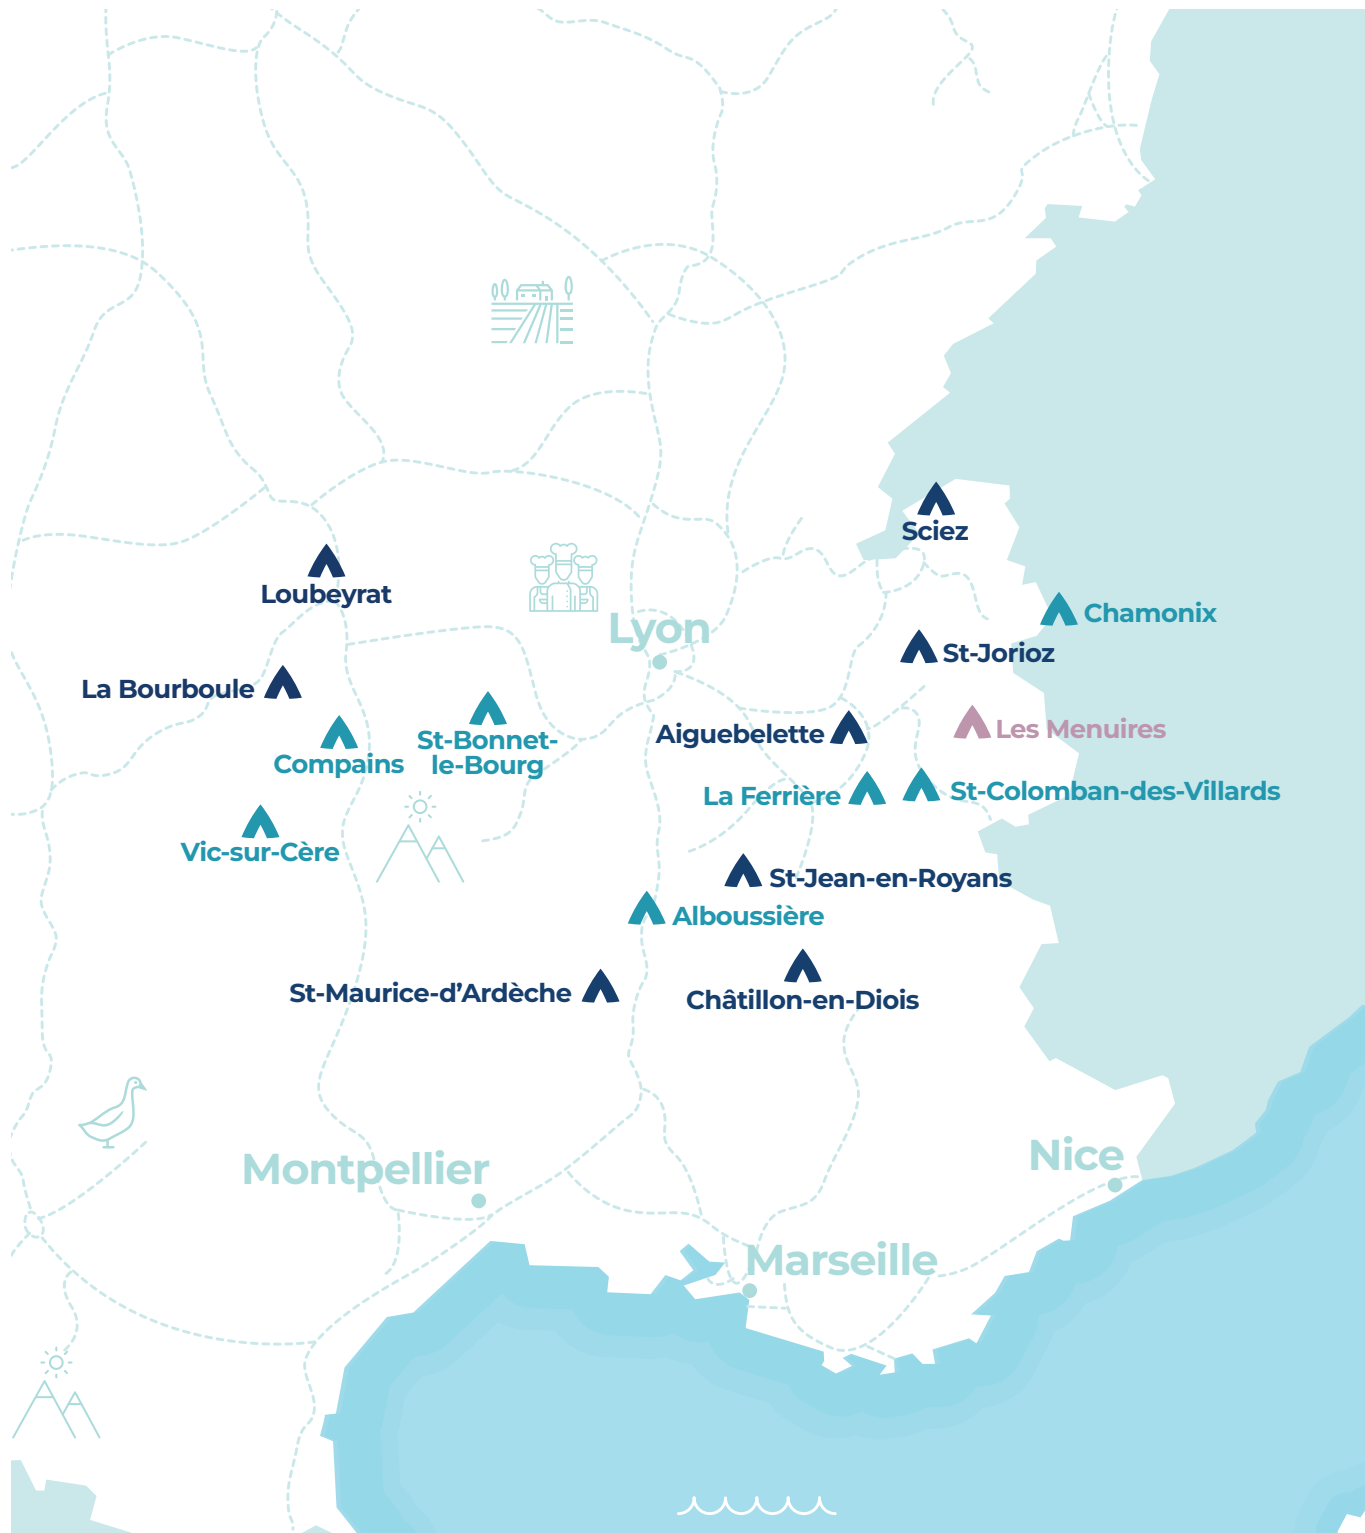 Sciez
Loubeyrat
Chamonix
Lyon
St-Jorioz
La Bourboule
Les Menuires
Aiguebelette
St-Bonnet-
le-Bourg
Compains
La Ferrière
St-Colomban-des-Villards
Vic-sur-Cère
St-Jean-en-Royans
Alboussière
St-Maurice-d’Ardèche
Châtillon-en-Diois
Montpellier
Nice
Marseille